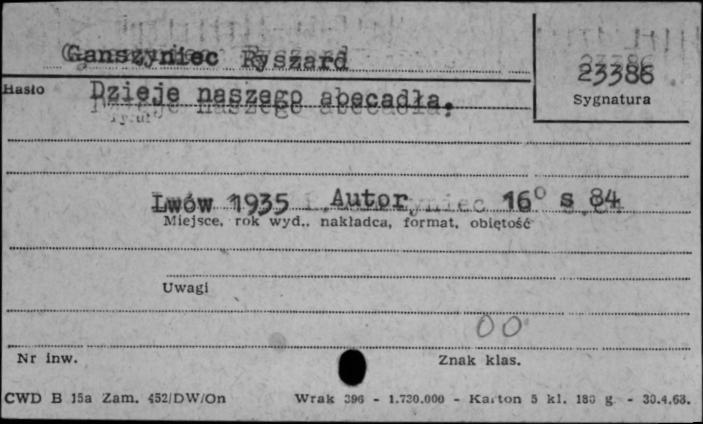 Ganszyniec Ryszard
23386
Sygnatura
Hasło Dzieje naszego abecadła.
Tytuł
Lwów 1935 Autor 16° s 84
Miejsce, rok wyd., nakładca, format, objętość
Uwagi
00
Nr inw. Znak klas.
CWD B 15a Zam. 452/DW/On Wrak 396 - 1.730.000 - Karton 5 kl. 180 g - 30.4.63.